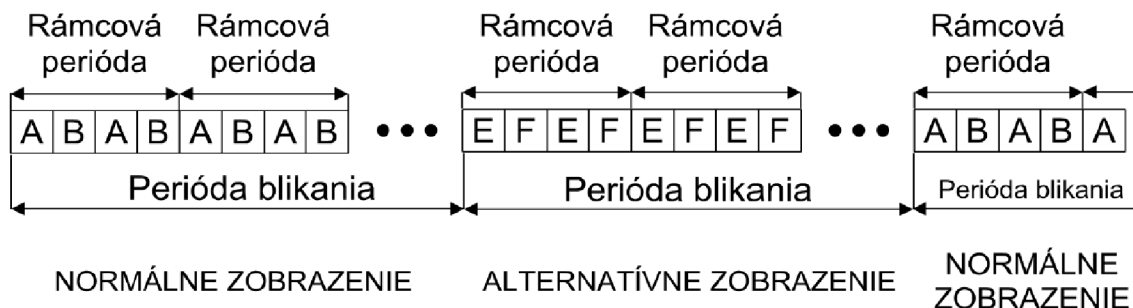 Rámcová Rámcová Rámcová Rámcová Rámcová
perióda perióda perióda perióda perióda
A B A B A B A B ••• E F E F E F E F ••• A B A B A
Perióda blikania Perióda blikania Perióda blikania
NORMÁLNE ZOBRAZENIE ALTERNATÍVNE ZOBRAZENIE NORMÁLNE
ZOBRAZENIE